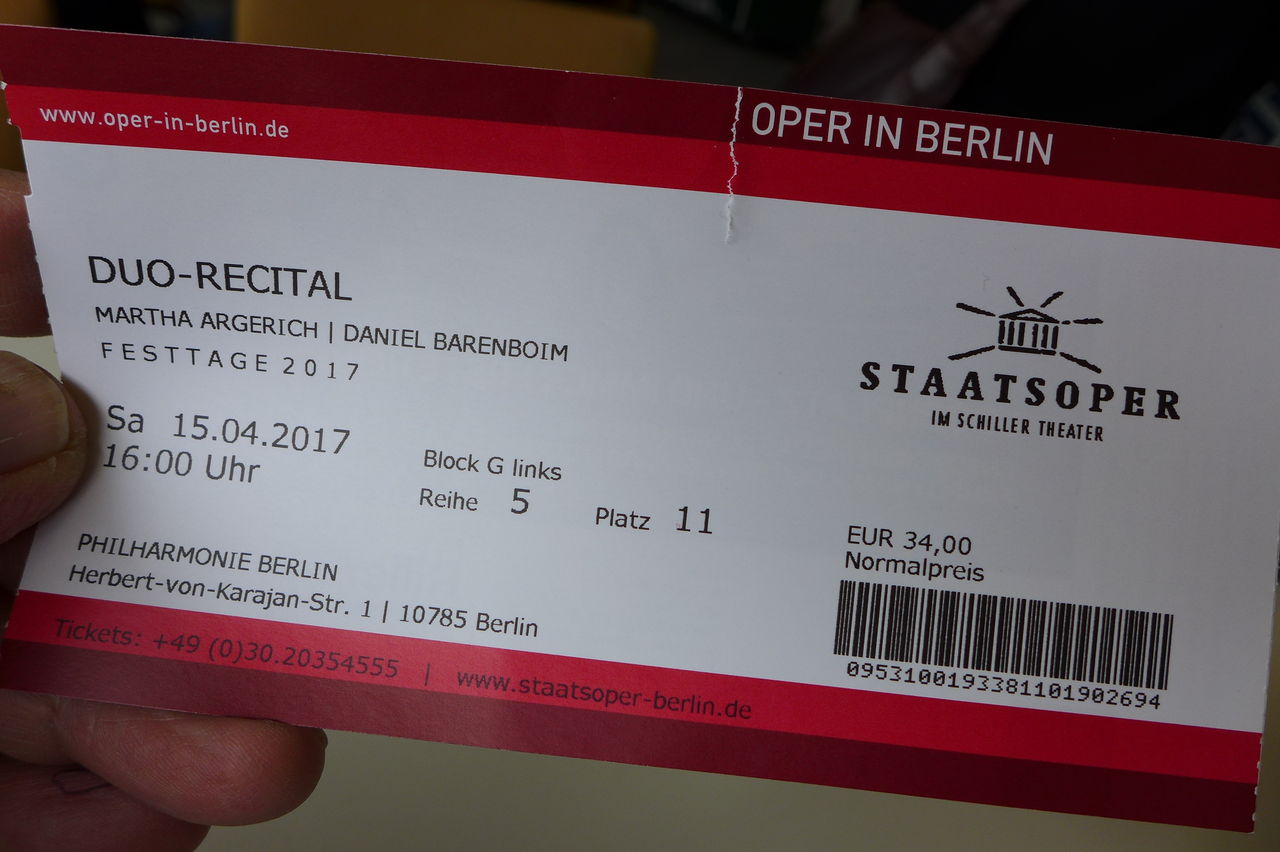 www.oper-in-berlin.de
OPER IN BERLIN
DUO-RECITAL
MARTHA ARGERICH | DANIEL BARENBOIM
FESTTAGE 2017
Sa 15.04.2017
16:00 Uhr
Block G links
Reihe 5 Platz 11
PHILHARMONIE BERLIN
Herbert-von-Karajan-Str. 1 | 10785 Berlin
Tickets: +49 (0)30.20354555 | www.staatsoper-berlin.de
STAATSOPER
IM SCHILLER THEATER
EUR 34,00
Normalpreis
0953100193381101902694